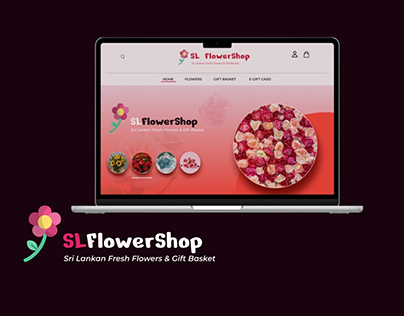 SL FlowerShop
Sri Lankan Fresh Flowers & Gift Basket
HOME FLOWERS GIFT BASKET E-GIFT CARD
SLFlowerShop
Sri Lankan Fresh Flowers & Gift Basket
SLFlowerShop
Sri Lankan Fresh Flowers & Gift Basket